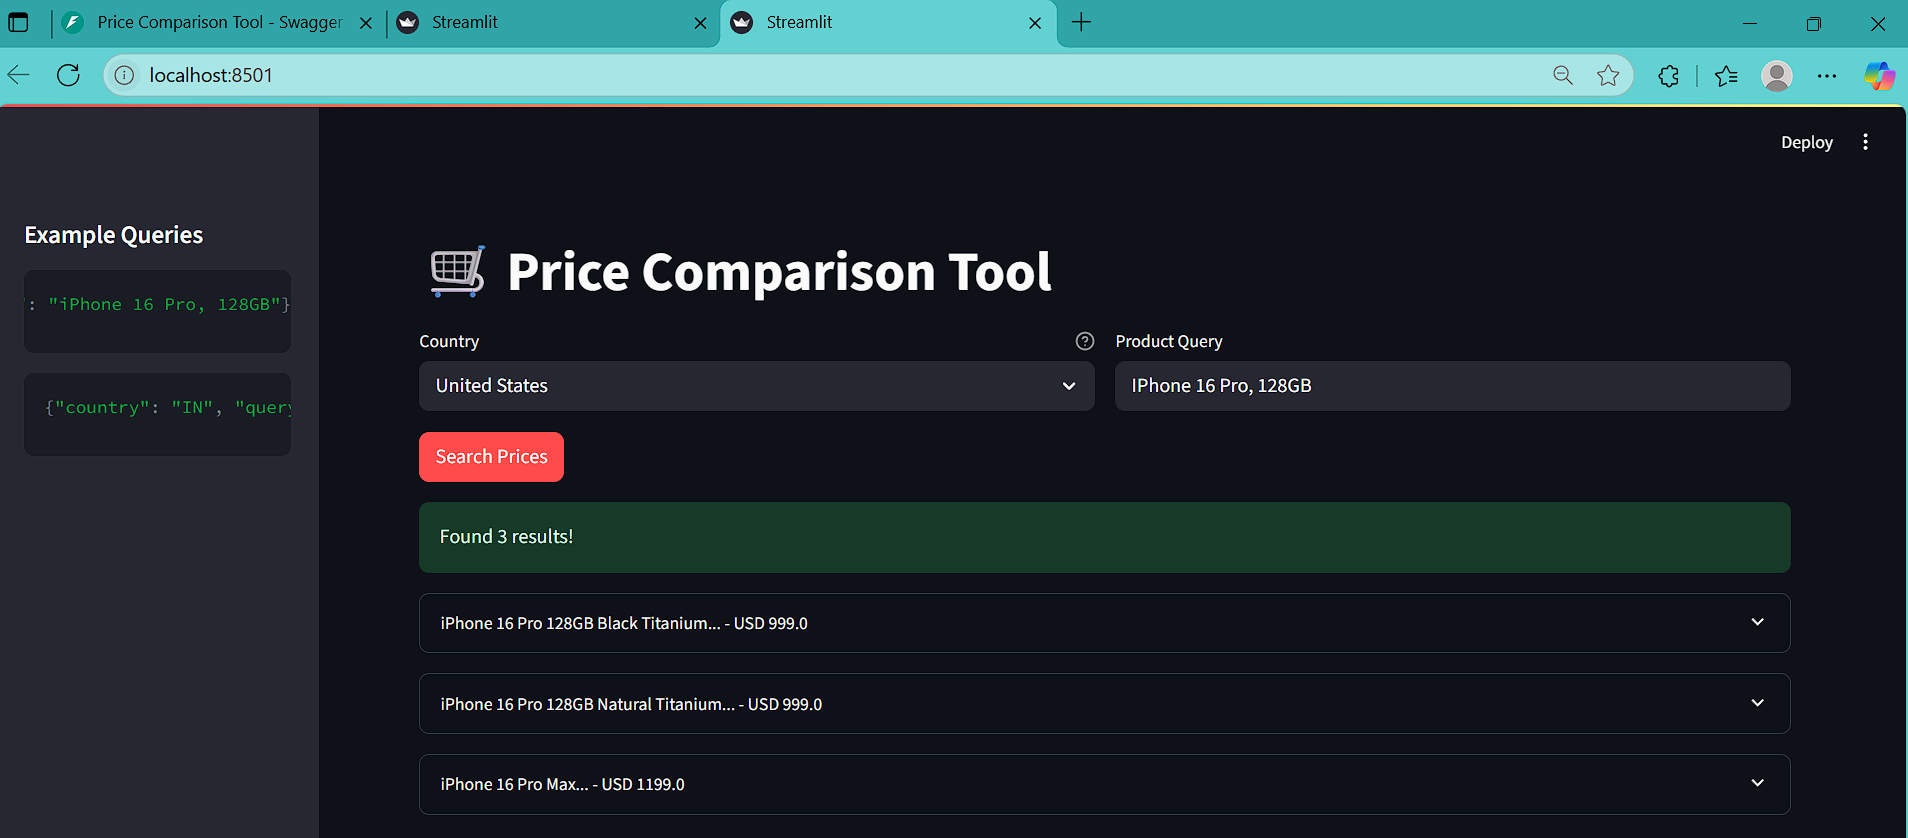 Price Comparison Tool - Swagger
Streamlit
Streamlit
localhost:8501
Deploy
Example Queries
: "iPhone 16 Pro, 128GB"}
{"country": "IN", "query
Price Comparison Tool
Country
Product Query
United States
IPhone 16 Pro, 128GB
Search Prices
Found 3 results!
iPhone 16 Pro 128GB Black Titanium... - USD 999.0
iPhone 16 Pro 128GB Natural Titanium... - USD 999.0
iPhone 16 Pro Max... - USD 1199.0